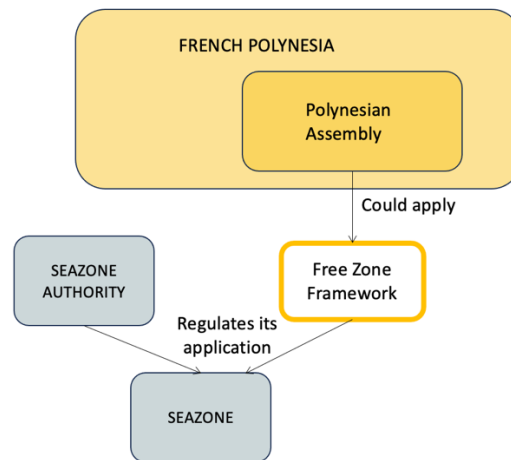 FRENCH POLYNESIA
Polynesian
Assembly
Could apply
SEAZONE
AUTHORITY
Free Zone
Framework
Regulates its
application
SEAZONE